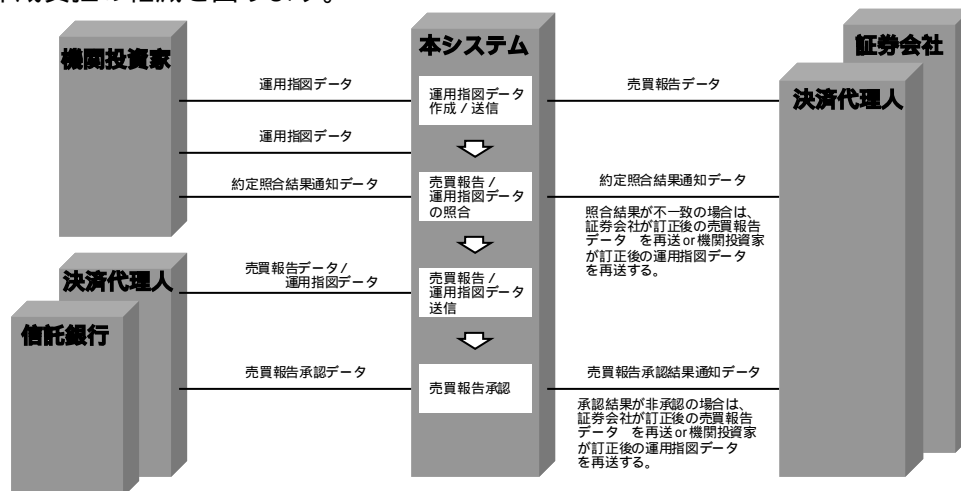 機関投資家
本システム
証券会社
決済代理人
運用指図データ
運用指図データ
作成 / 送信
売買報告データ
運用指図データ
約定照合結果通知データ
売買報告 /
運用指図データ
の照合
約定照合結果通知データ
照合結果が不一致の場合は、
証券会社が訂正後の売買報告
データ を再送 or 機関投資家
が訂正後の運用指図データ
を再送する。
決済代理人
信託銀行
売買報告データ /
運用指図データ
売買報告 /
運用指図データ
送信
売買報告承認データ
売買報告承認
売買報告承認結果通知データ
承認結果が非承認の場合は、
証券会社が訂正後の売買報告
データ を再送 or 機関投資家
が訂正後の運用指図データ
を再送する。